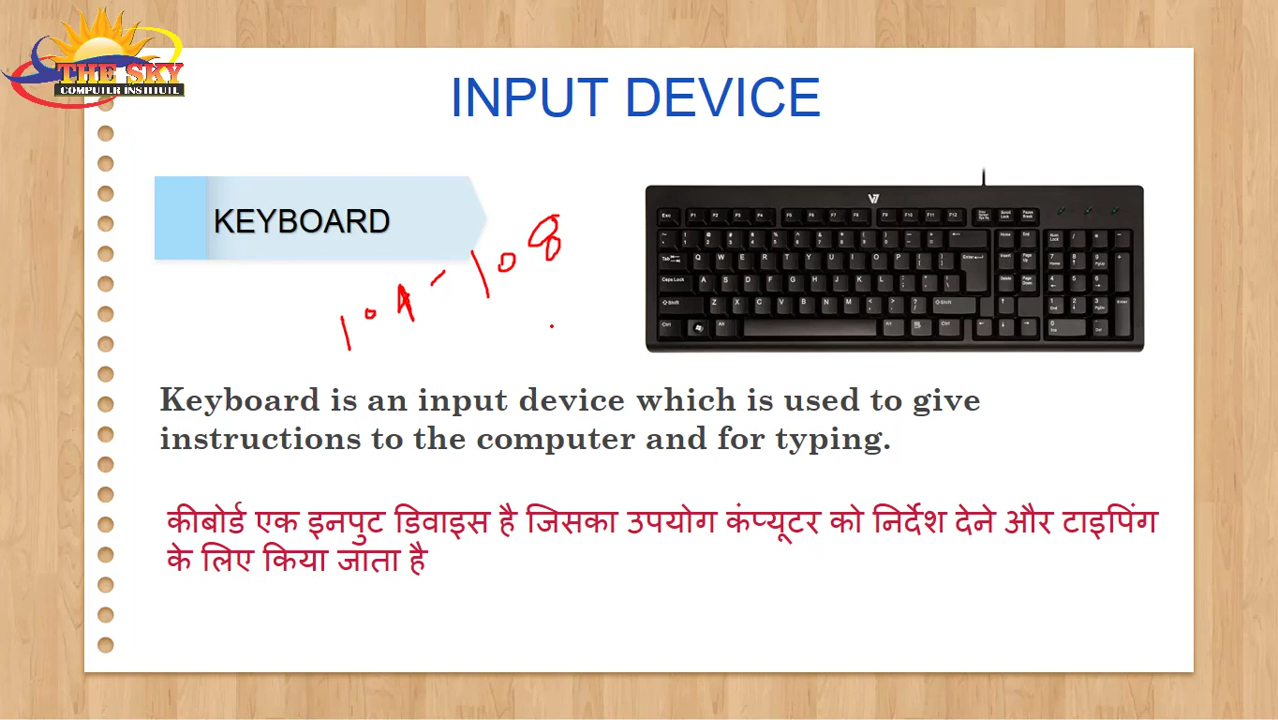 THE SKY
COMPUTER INSTITUTE
INPUT DEVICE
KEYBOARD
104-108
Keyboard is an input device which is used to give
instructions to the computer and for typing.
कीबोर्ड एक इनपुट डिवाइस है जिसका उपयोग कंप्यूटर को निर्देश देने और टाइपिंग
के लिए किया जाता है